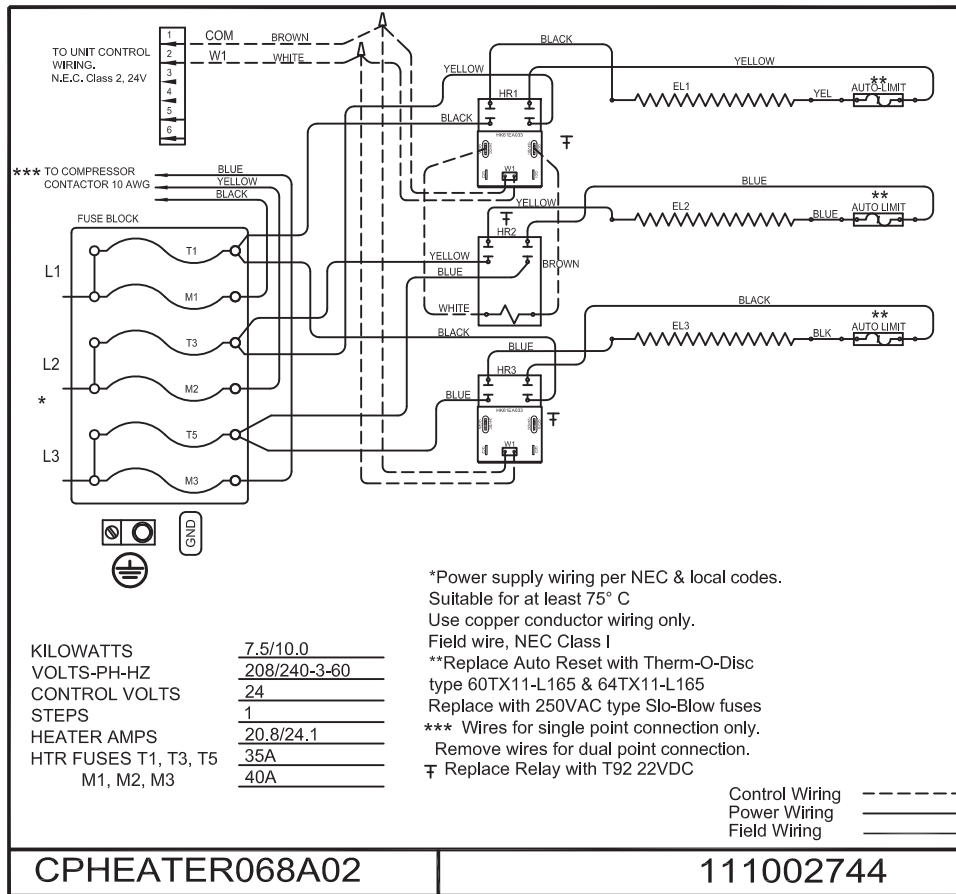 1 COM BROWN
2 W1 WHITE
3
4
5
6
TO UNIT CONTROL
WIRING.
N.E.C. Class 2, 24V
BLACK
YELLOW
EL1
YEL
**
AUTO-LIMIT
YELLOW
HR1
BLACK
HK61EA033
W1
Ŧ
*** TO COMPRESSOR
CONTACTOR 10 AWG
BLUE
YELLOW
BLACK
BLUE
YELLOW
EL2
BLUE
**
AUTO LIMIT
Ŧ
HR2
YELLOW
BLUE
BROWN
WHITE
FUSE BLOCK
L1
T1
M1
L2
T3
M2
*
L3
T5
M3
BLACK
BLACK
EL3
BLK
**
AUTO LIMIT
BLUE
HR3
BLUE
HK61EA033
W1
Ŧ
GND
KILOWATTS 7.5/10.0
VOLTS-PH-HZ 208/240-3-60
CONTROL VOLTS 24
STEPS 1
HEATER AMPS 20.8/24.1
HTR FUSES T1, T3, T5 35A
M1, M2, M3 40A
*Power supply wiring per NEC & local codes.
Suitable for at least 75° C
Use copper conductor wiring only.
Field wire, NEC Class I
**Replace Auto Reset with Therm-O-Disc
type 60TX11-L165 & 64TX11-L165
Replace with 250VAC type Slo-Blow fuses
*** Wires for single point connection only.
Remove wires for dual point connection.
Ŧ Replace Relay with T92 22VDC
Control Wiring
Power Wiring
Field Wiring
CPHEATER068A02
111002744